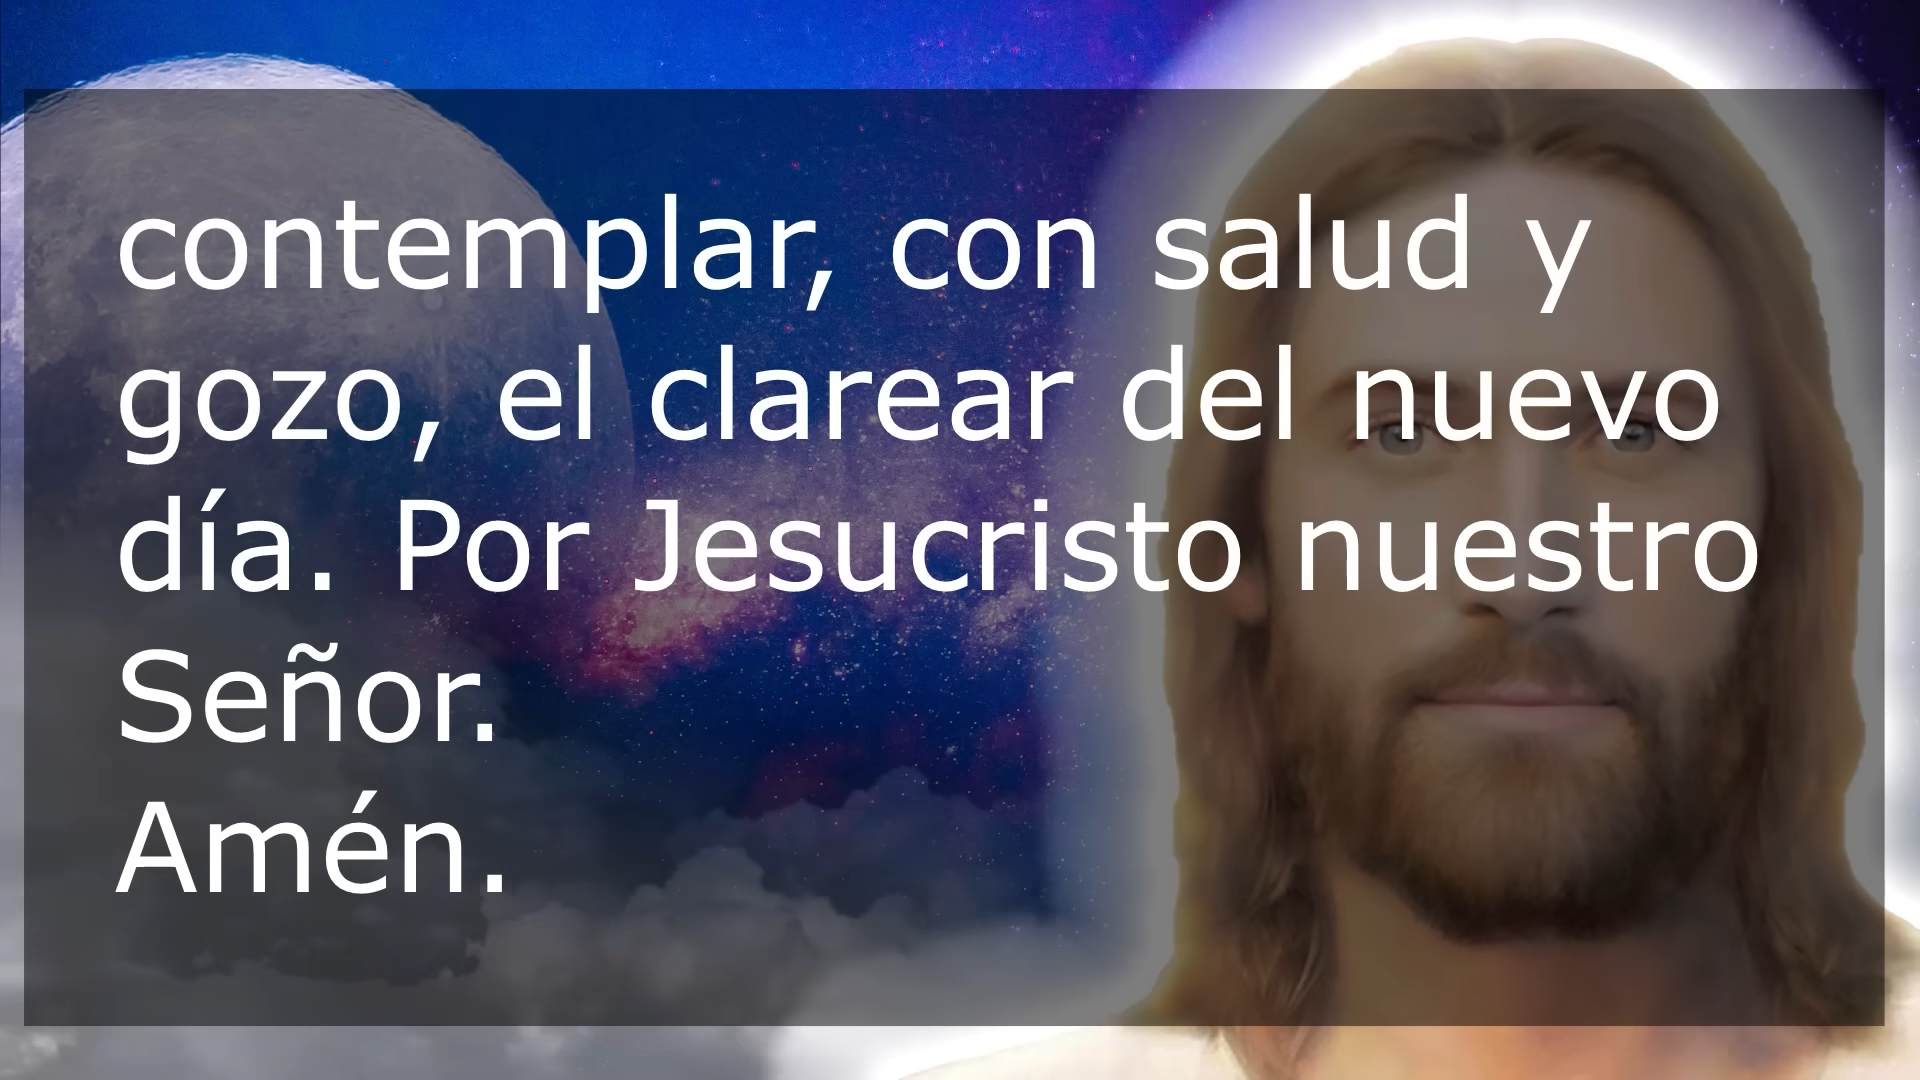 contemplar, con salud y
gozo, el clarear del nuevo
día. Por Jesucristo nuestro
Señor.
Amén.